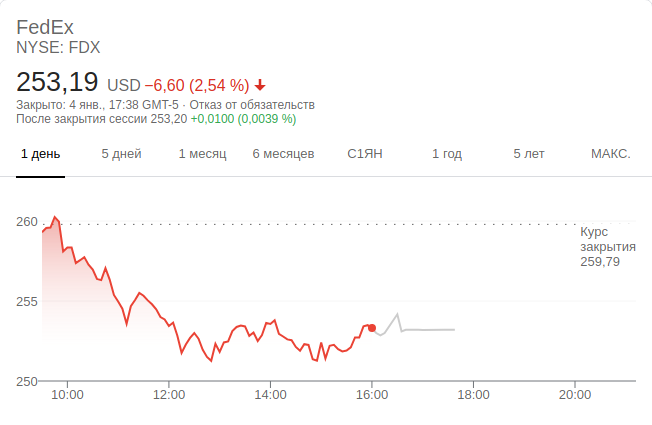 FedEx
NYSE: FDX
253,19 USD −6,60 (2,54 %)
Закрыто: 4 янв., 17:38 GMT-5 · Отказ от обязательств
После закрытия сессии 253,20 +0,0100 (0,0039 %)
1 день 5 дней 1 месяц 6 месяцев С1ЯН 1 год 5 лет МАКС.
260
Курс
закрытия
259,79
255
250
10:00 12:00 14:00 16:00 18:00 20:00